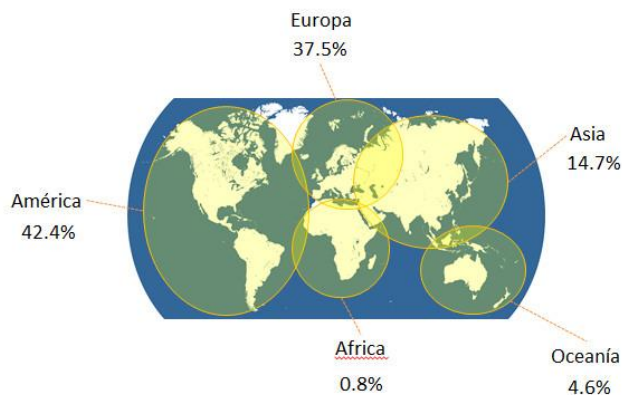 Europa
37.5%
Asia
14.7%
América
42.4%
Africa
0.8%
Oceanía
4.6%